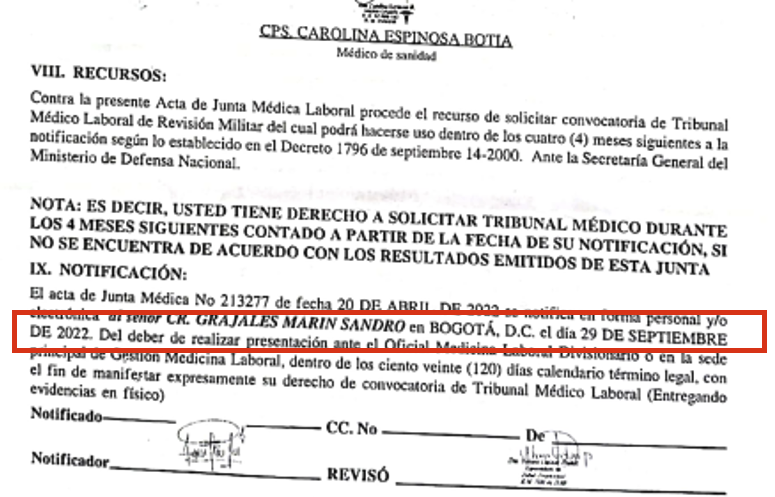 CPS. CAROLINA ESPINOSA BOTIA
Médico de sanidad
VIII. RECURSOS:
Contra la presente Acta de Junta Médica Laboral procede el recurso de solicitar convocatoria de Tribunal
Médico Laboral de Revisión Militar del cual podrá hacerse uso dentro de los cuatro (4) meses siguientes a la
notificación según lo establecido en el Decreto 1796 de septiembre 14-2000. Ante la Secretaría General del
Ministerio de Defensa Nacional.
NOTA: ES DECIR, USTED TIENE DERECHO A SOLICITAR TRIBUNAL MÉDICO DURANTE
LOS 4 MESES SIGUIENTES CONTADO A PARTIR DE LA FECHA DE SU NOTIFICACIÓN, SI
NO SE ENCUENTRA DE ACUERDO CON LOS RESULTADOS EMITIDOS DE ESTA JUNTA
IX. NOTIFICACIÓN:
El acta de Junta Médica No 213277 de fecha 20 DE ABRIL DE 2022 se notifica en forma personal y/o
electrónica al señor CR. GRAJALES MARIN SANDRO en BOGOTÁ, D.C. el día 29 DE SEPTIEMBRE
DE 2022. Del deber de realizar presentación ante el Oficial Medicina Laboral Divisionario o en la sede
principal de Gestión Medicina Laboral, dentro de los ciento veinte (120) días calendario término legal, con
el fin de manifestar expresamente su derecho de convocatoria de Tribunal Médico Laboral (Entregando
evidencias en físico)
Notificado CC. No De
Notificador REVISÓ